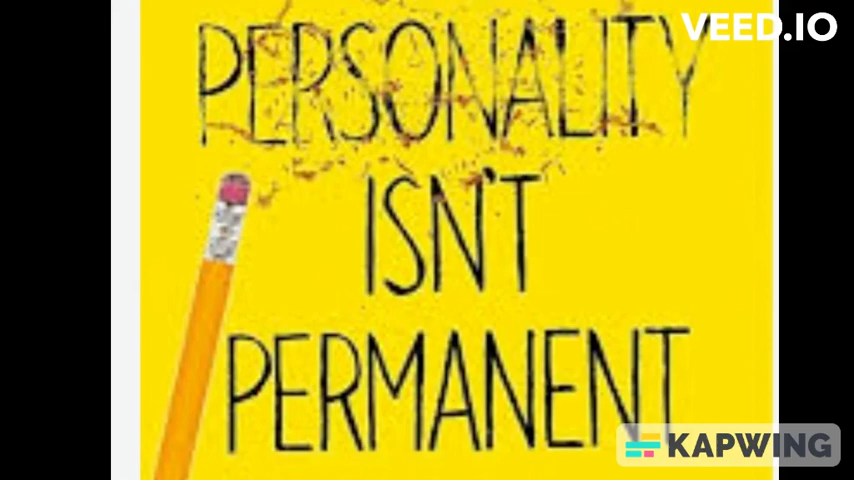 VEED.IO
PERSONALITY
ISN'T
PERMANENT
KAPWING